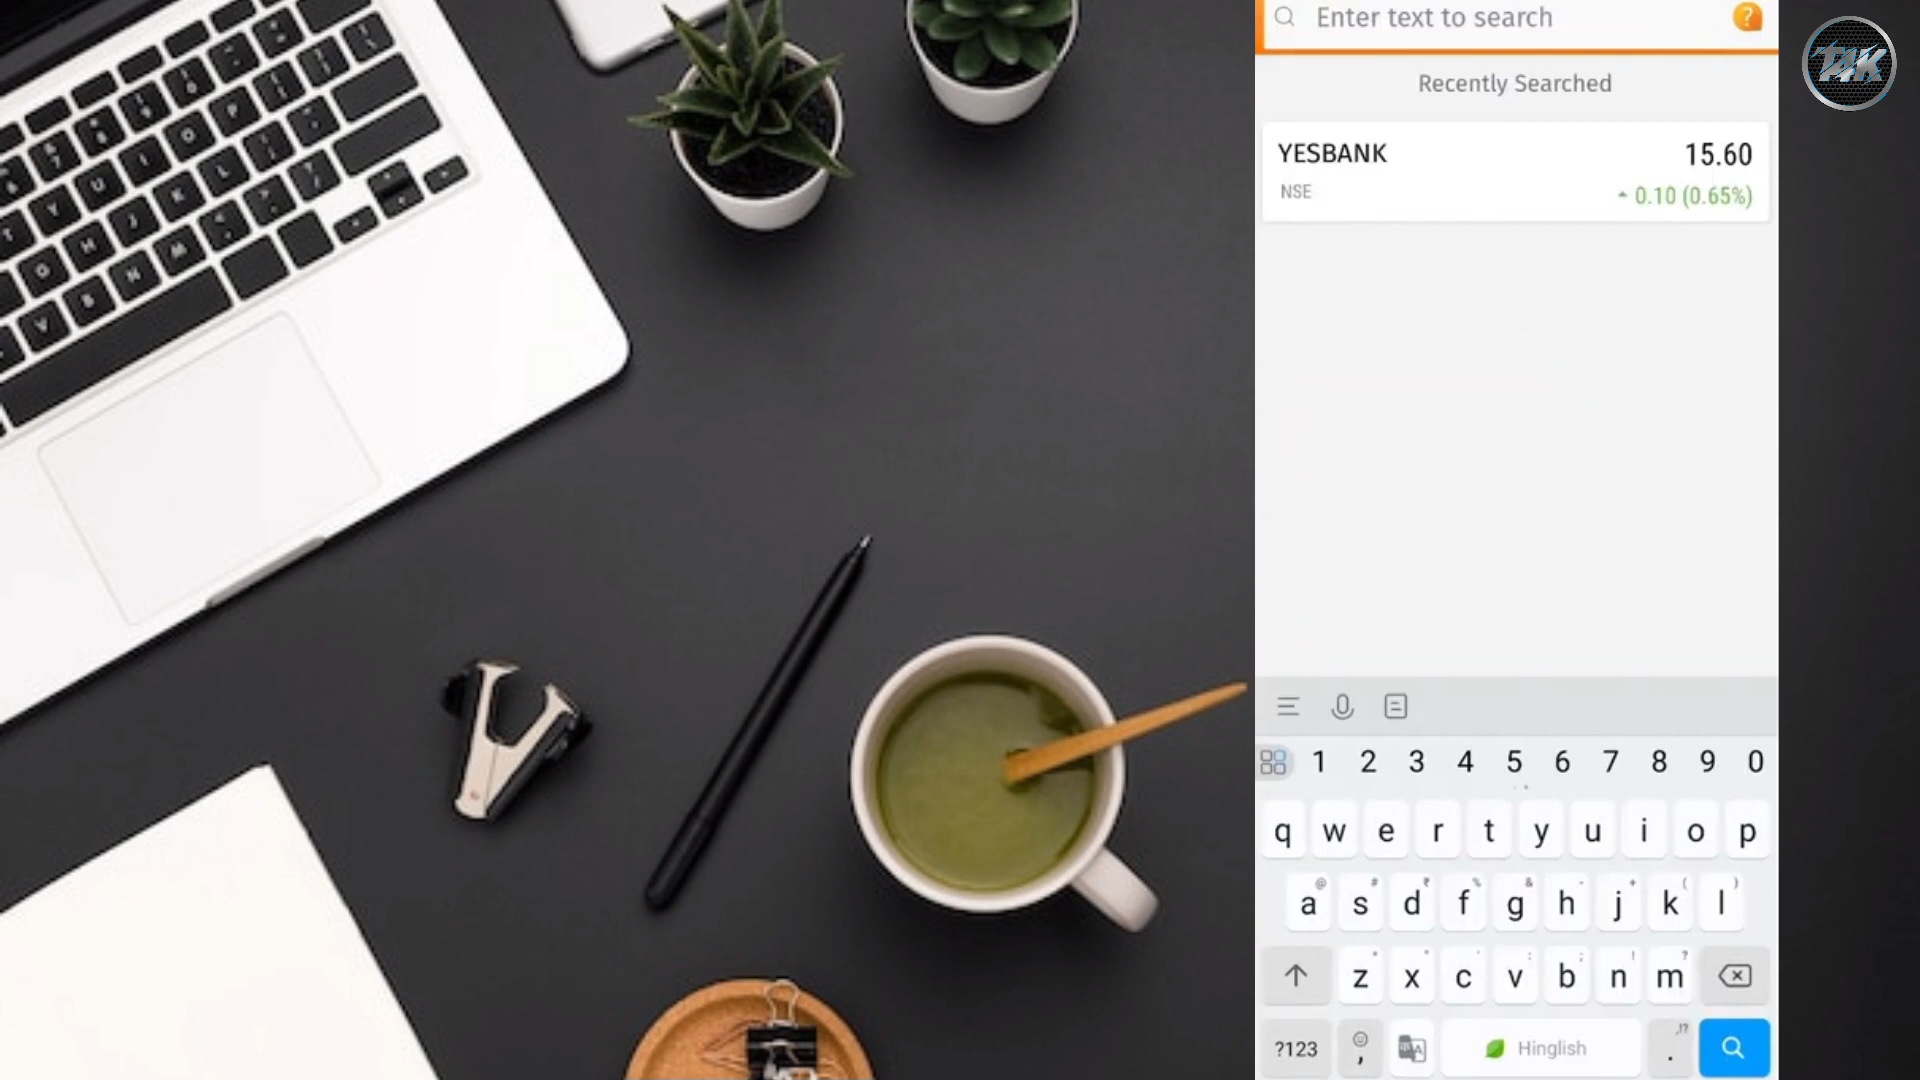 Enter text to search
?
Recently Searched
YESBANK 15.60
NSE 0.10 (0.65%)
1 2 3 4 5 6 7 8 9 0
q w e r t y u i o p
@ # ₹ % & - + ( )
a s d f g h j k l
z x c v b n m
?123 , Hinglish .